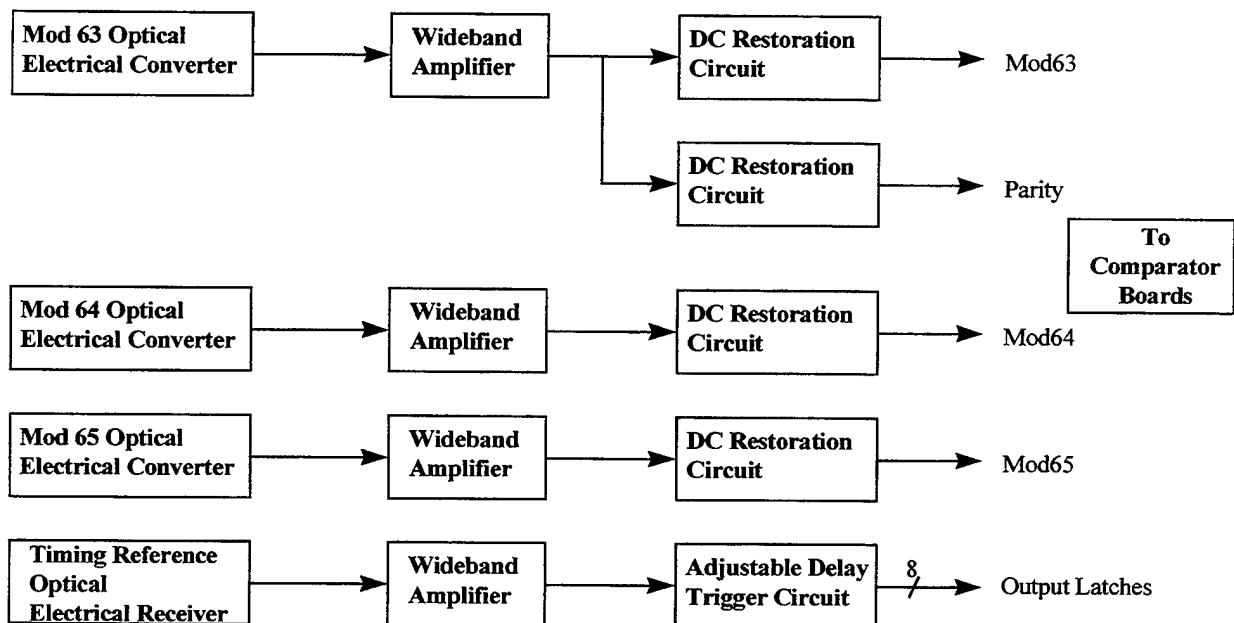 Mod 63 Optical
Electrical Converter
Wideband
Amplifier
DC Restoration
Circuit
Mod63
DC Restoration
Circuit
Parity
To
Comparator
Boards
Mod 64 Optical
Electrical Converter
Wideband
Amplifier
DC Restoration
Circuit
Mod64
Mod 65 Optical
Electrical Converter
Wideband
Amplifier
DC Restoration
Circuit
Mod65
Timing Reference
Optical
Electrical Receiver
Wideband
Amplifier
Adjustable Delay
Trigger Circuit
8
Output Latches